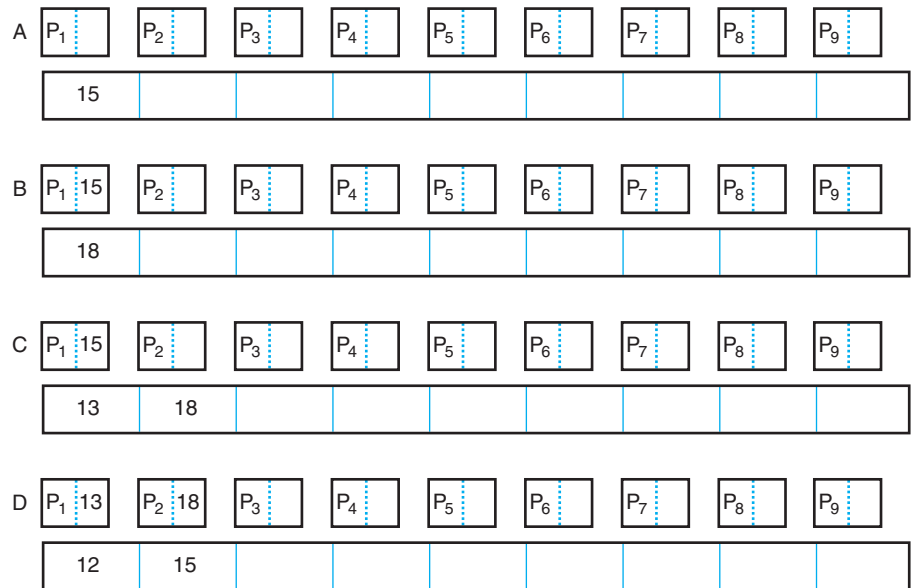 A P₁ P₂ P₃ P₄ P₅ P₆ P₇ P₈ P₉
15
B P₁ 15 P₂ P₃ P₄ P₅ P₆ P₇ P₈ P₉
18
C P₁ 15 P₂ P₃ P₄ P₅ P₆ P₇ P₈ P₉
13 18
D P₁ 13 P₂ 18 P₃ P₄ P₅ P₆ P₇ P₈ P₉
12 15